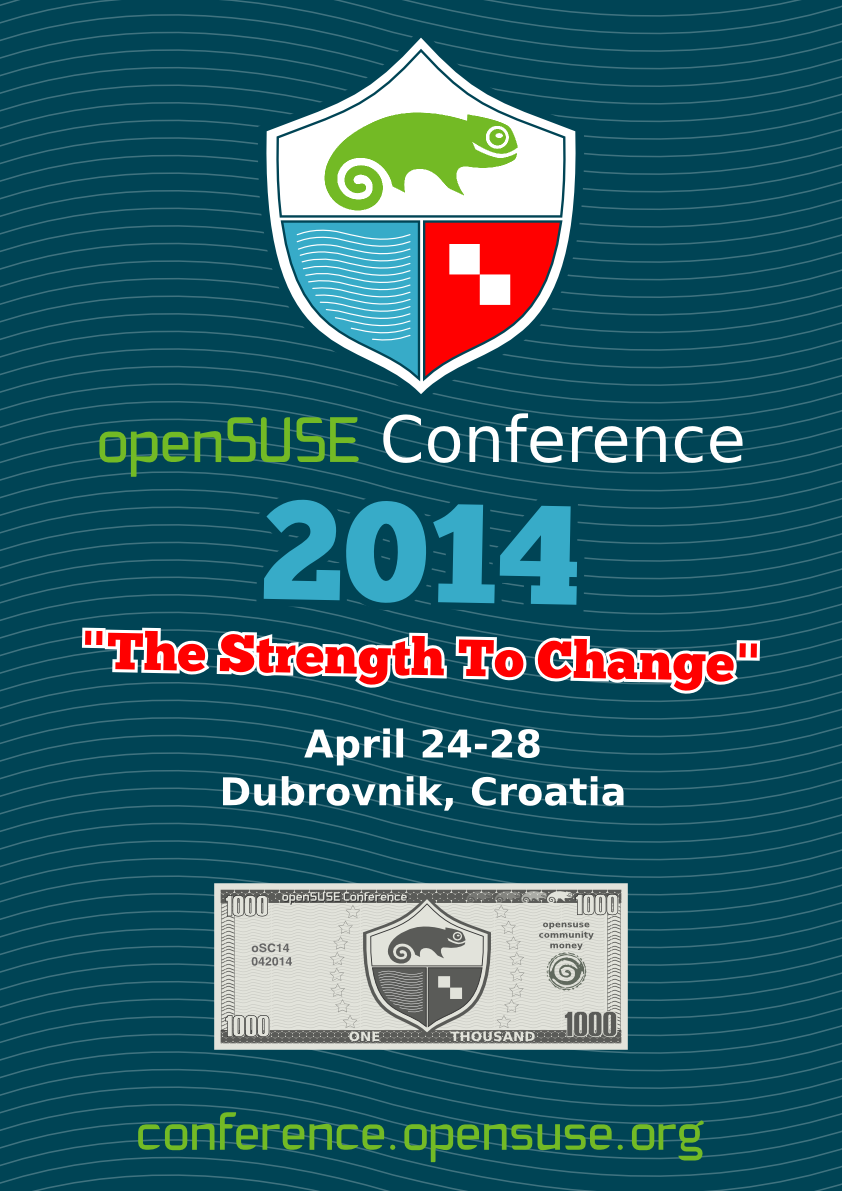 openSUSE Conference
2014
"The Strength To Change"
April 24-28
Dubrovnik, Croatia
openSUSE Conference
1000
1000
oSC14
042014
opensuse
community
money
1000
1000
ONE THOUSAND
conference.opensuse.org